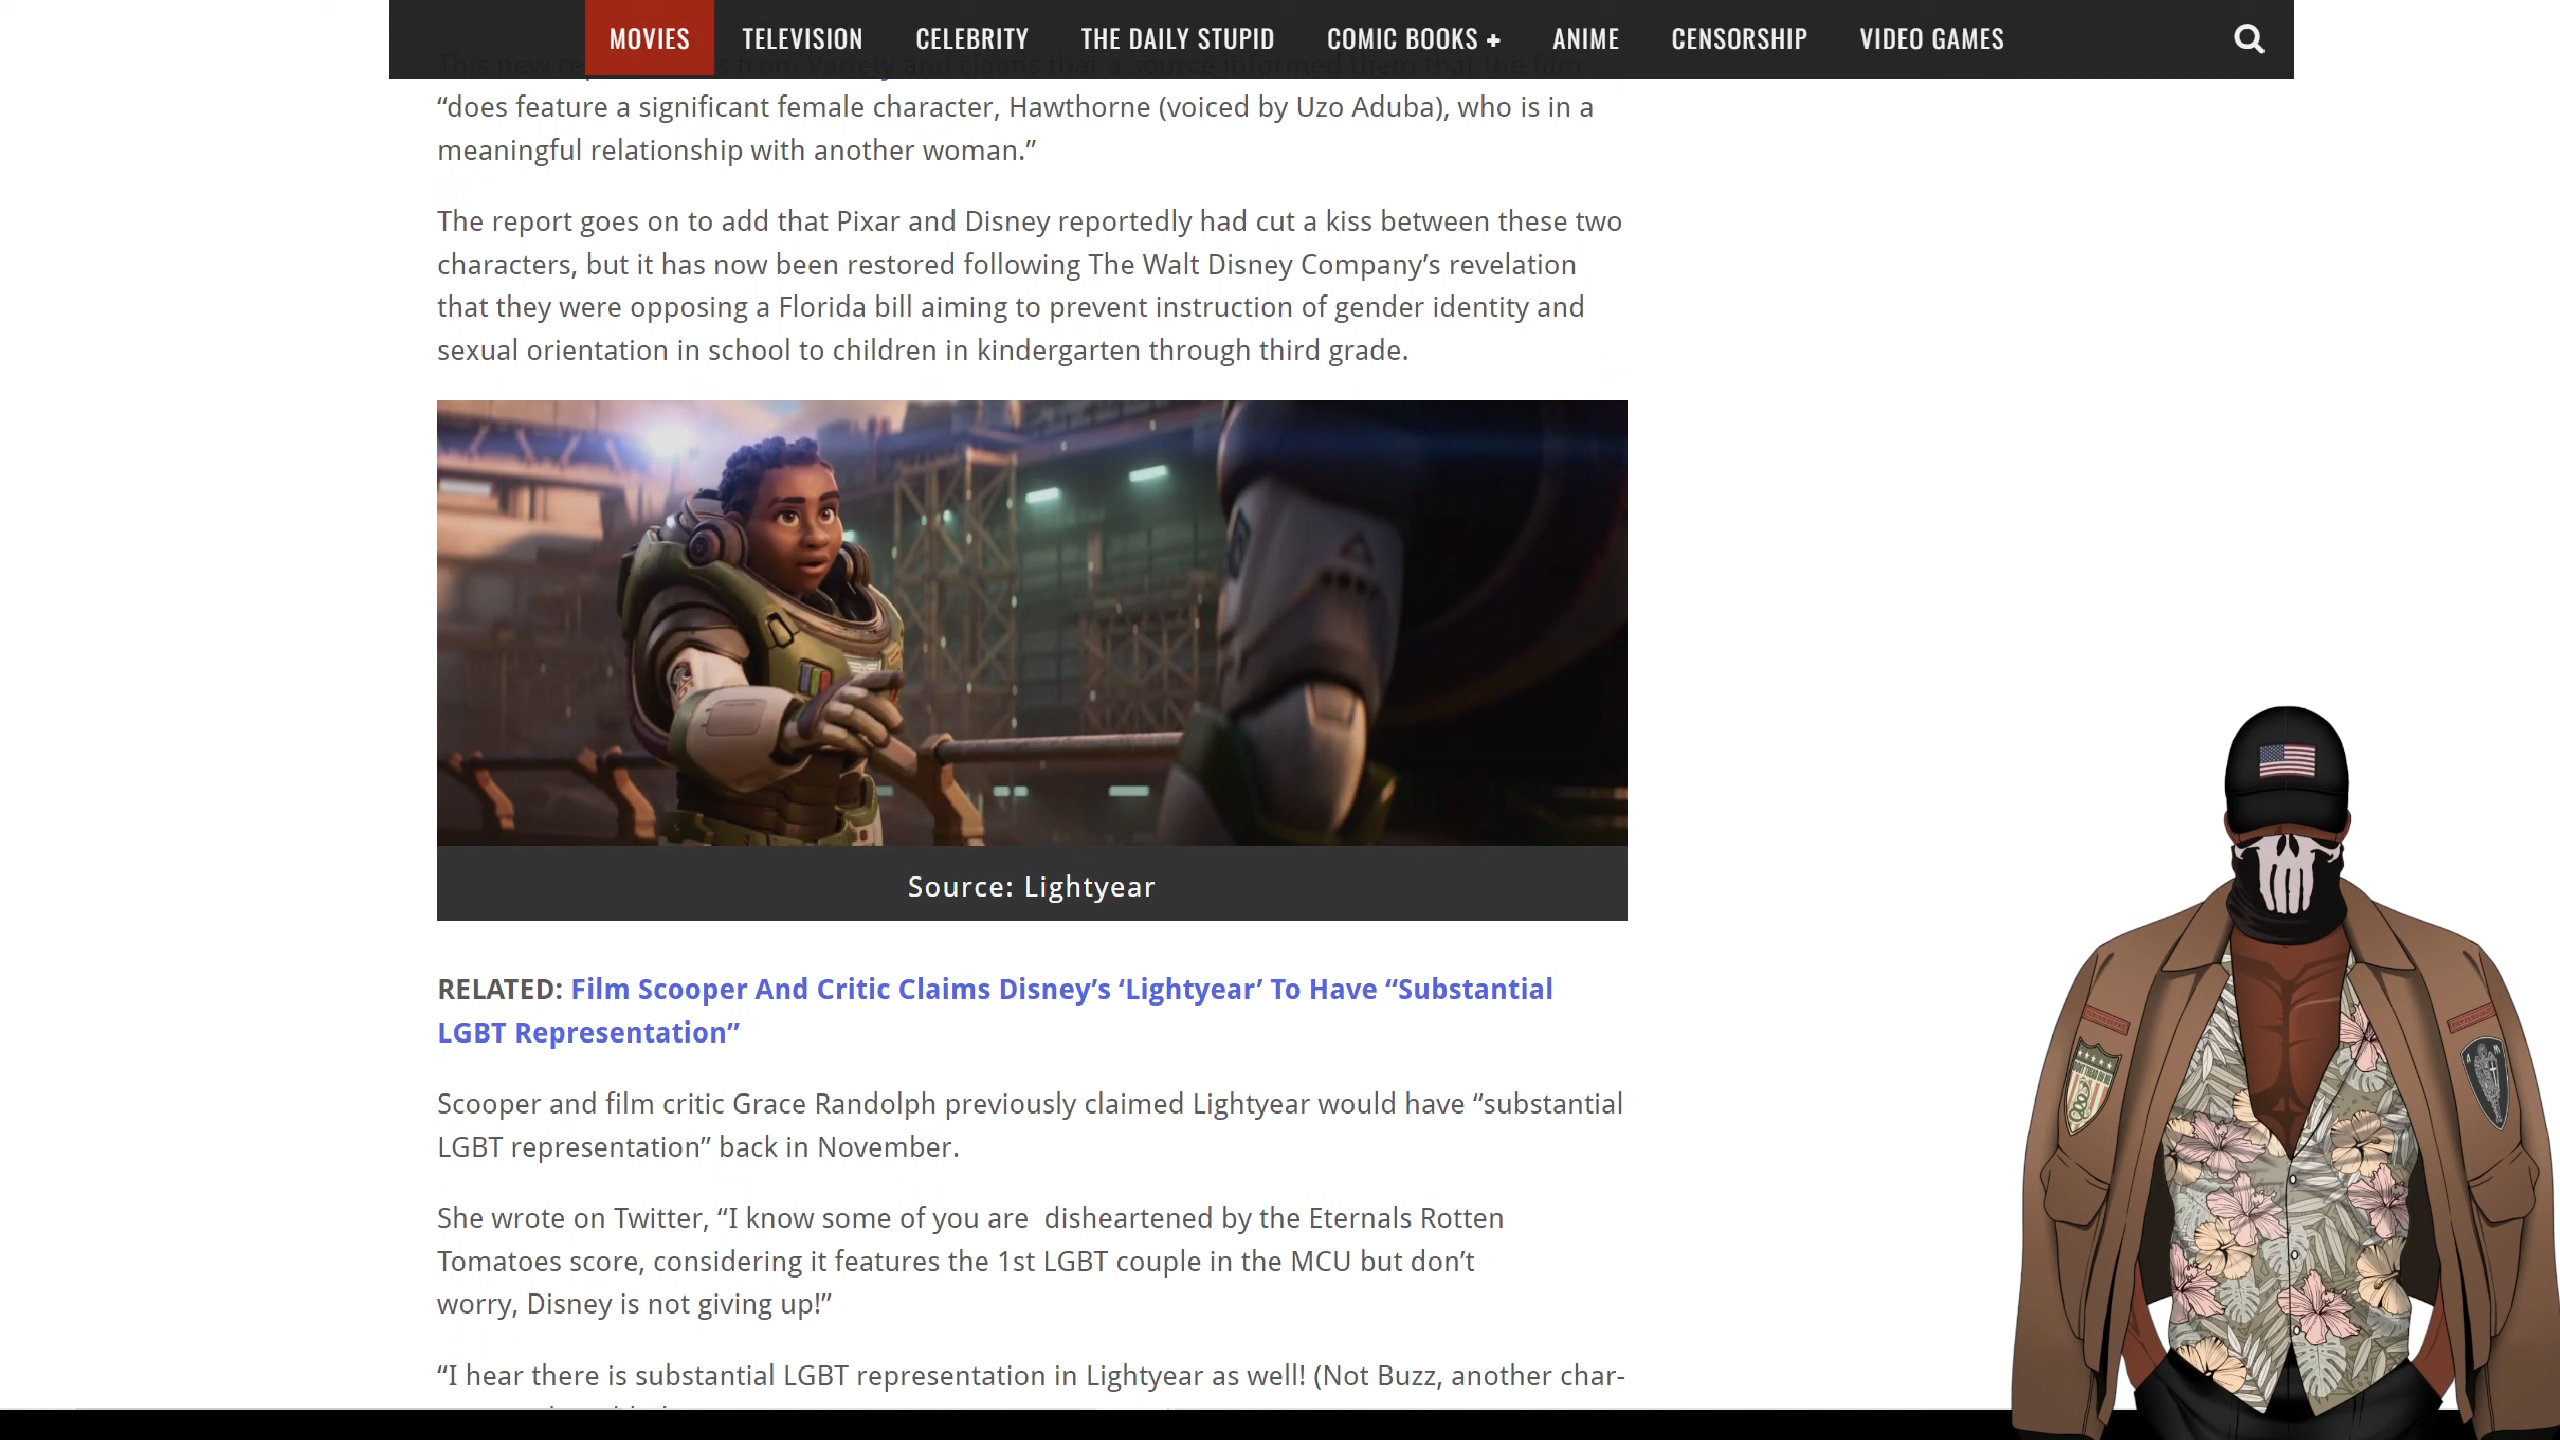 MOVIES TELEVISION CELEBRITY THE DAILY STUPID COMIC BOOKS + ANIME CENSORSHIP VIDEO GAMES
from Variety and claims that a source informed them that the film
“does feature a significant female character, Hawthorne (voiced by Uzo Aduba), who is in a
meaningful relationship with another woman.”
The report goes on to add that Pixar and Disney reportedly had cut a kiss between these two
characters, but it has now been restored following The Walt Disney Company’s revelation
that they were opposing a Florida bill aiming to prevent instruction of gender identity and
sexual orientation in school to children in kindergarten through third grade.
Source: Lightyear
RELATED: Film Scooper And Critic Claims Disney’s ‘Lightyear’ To Have “Substantial
LGBT Representation”
Scooper and film critic Grace Randolph previously claimed Lightyear would have “substantial
LGBT representation” back in November.
She wrote on Twitter, “I know some of you are  disheartened by the Eternals Rotten
Tomatoes score, considering it features the 1st LGBT couple in the MCU but don’t
worry, Disney is not giving up!”
“I hear there is substantial LGBT representation in Lightyear as well! (Not Buzz, another char-